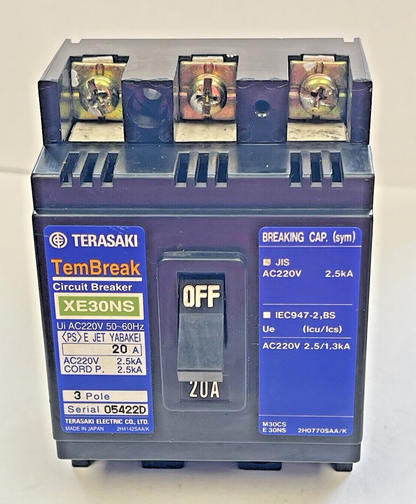 TERASAKI
TemBreak
Circuit Breaker
XE30NS
Ui AC220V 50~60Hz
<PS>E JET YABAKEI
20 A
AC220V 2.5kA
CORD P. 2.5kA
3 Pole
Serial 05422D
TERASAKI ELECTRIC CO., LTD.
MADE IN JAPAN 2H4142SAA/K
OFF
20A
BREAKING CAP. (sym)
JIS
AC220V 2.5kA
IEC947-2,BS
Ue (Icu/Ics)
AC220V 2.5/1.3kA
M30CS
E 30NS 2H0770SAA/K